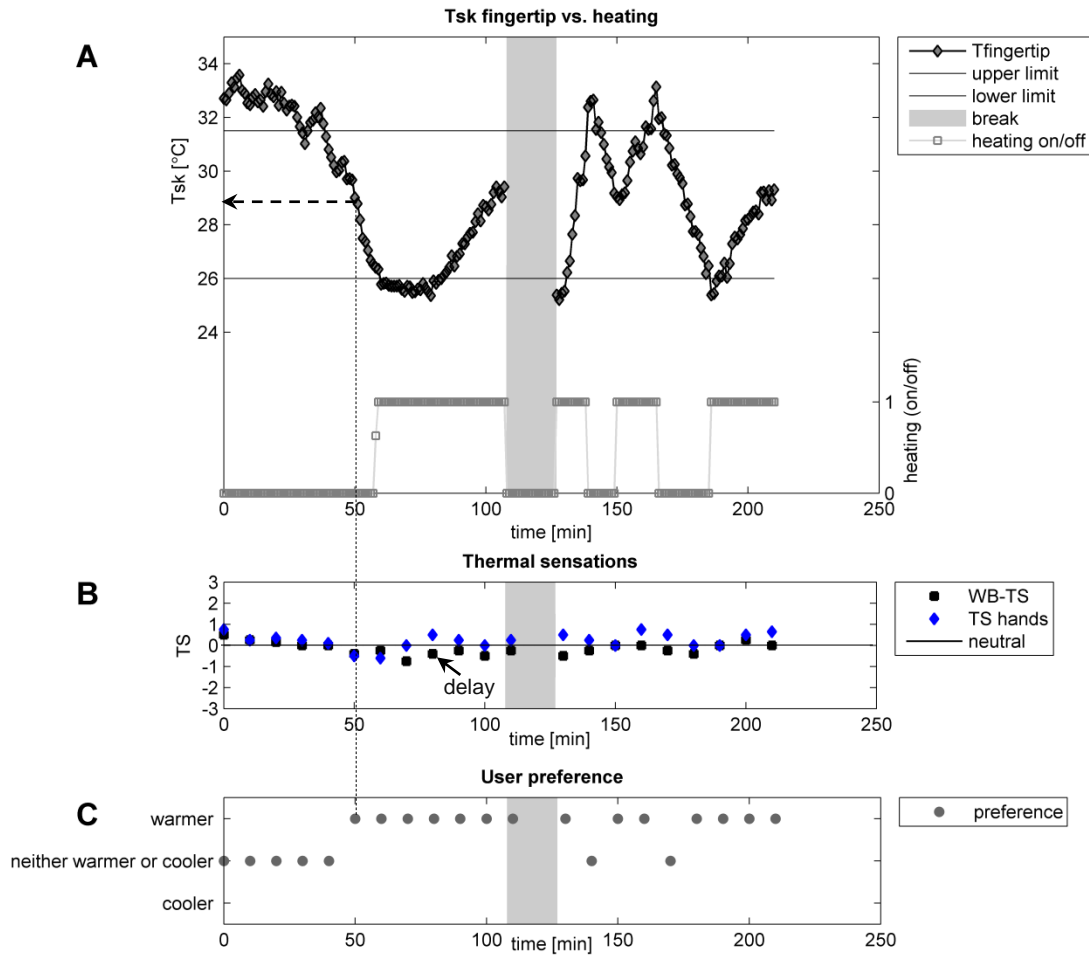 Tsk fingertip vs. heating
A
34
32
30
28
26
24
Tsk [°C]
1
0
heating (on/off)
0 50 100 150 200 250
time [min]
Tfingertip
upper limit
lower limit
break
heating on/off
Thermal sensations
B
3
2
1
0
-1
-2
-3
TS
delay
0 50 100 150 200 250
time [min]
WB-TS
TS hands
neutral
User preference
C
warmer
neither warmer or cooler
cooler
0 50 100 150 200 250
time [min]
preference